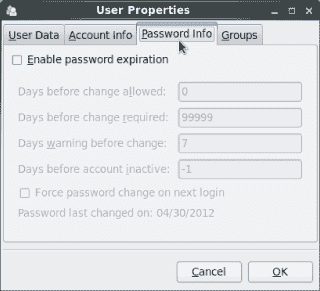 User Properties
User Data Account Info Password Info Groups
Enable password expiration
Days before change allowed: 0
Days before change required: 99999
Days warning before change: 7
Days before account inactive: -1
Force password change on next login
Password last changed on: 04/30/2012
Cancel OK